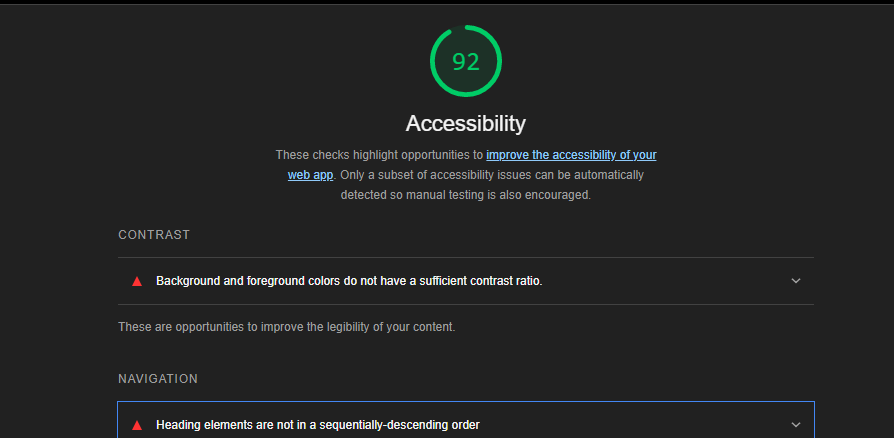 92
Accessibility
These checks highlight opportunities to improve the accessibility of your
web app. Only a subset of accessibility issues can be automatically
detected so manual testing is also encouraged.
CONTRAST
Background and foreground colors do not have a sufficient contrast ratio.
These are opportunities to improve the legibility of your content.
NAVIGATION
Heading elements are not in a sequentially-descending order